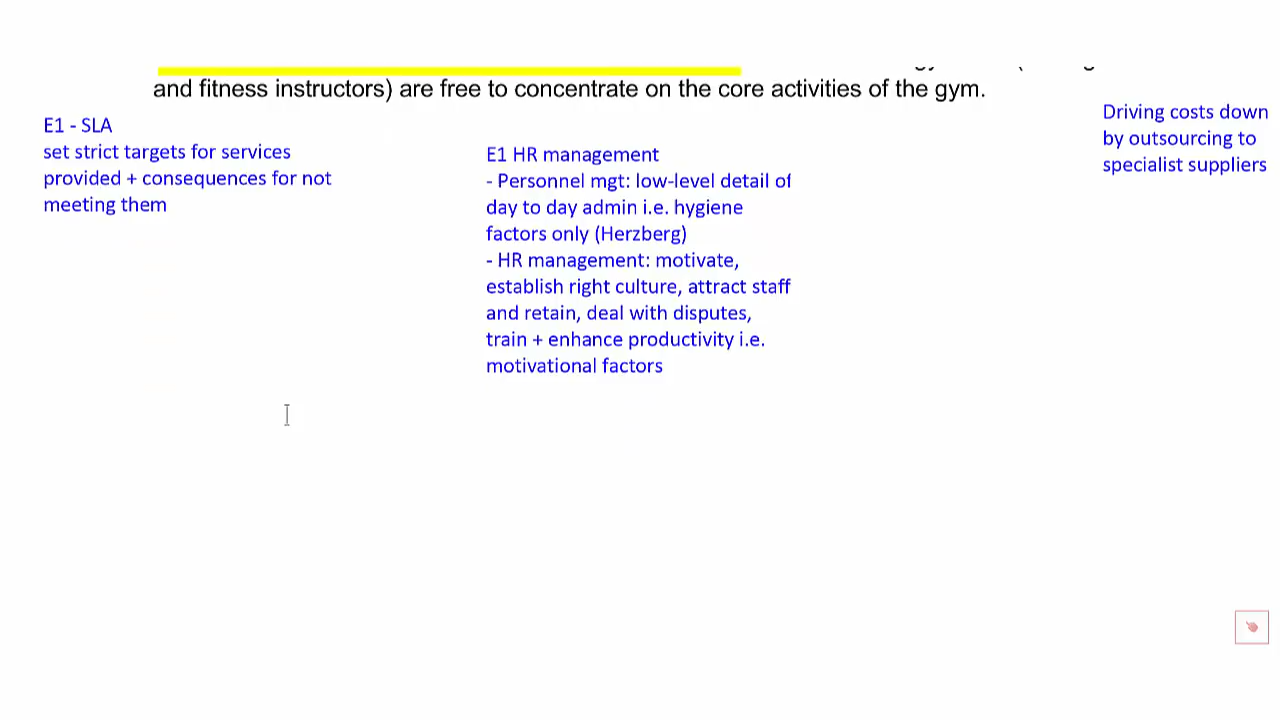 and fitness instructors) are free to concentrate on the core activities of the gym.
E1 - SLA
set strict targets for services
provided + consequences for not
meeting them
E1 HR management
- Personnel mgt: low-level detail of
day to day admin i.e. hygiene
factors only (Herzberg)
- HR management: motivate,
establish right culture, attract staff
and retain, deal with disputes,
train + enhance productivity i.e.
motivational factors
Driving costs down
by outsourcing to
specialist suppliers